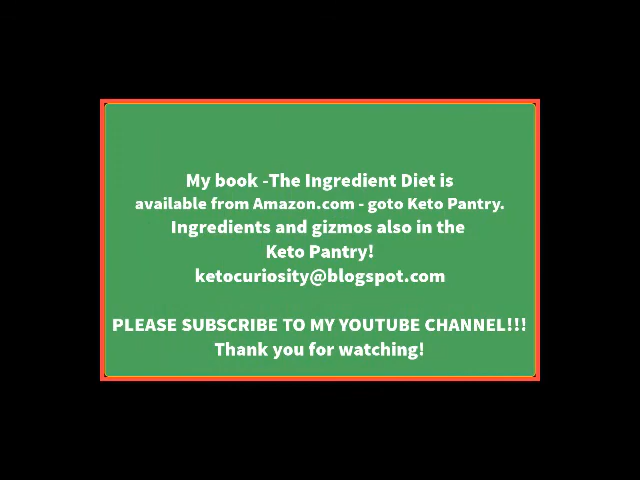 My book -The Ingredient Diet is
available from Amazon.com - goto Keto Pantry.
Ingredients and gizmos also in the
Keto Pantry!
ketocuriosity@blogspot.com
PLEASE SUBSCRIBE TO MY YOUTUBE CHANNEL!!!
Thank you for watching!